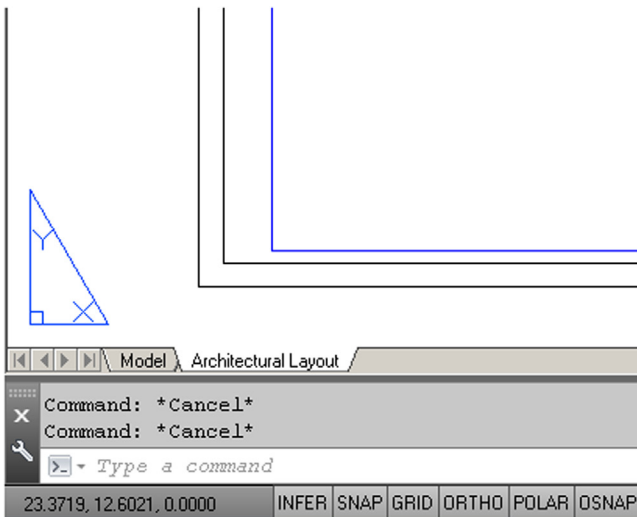 Y
X
Model Architectural Layout
Command: *Cancel*
Command: *Cancel*
Type a command
23.3719, 12.6021, 0.0000 INFER SNAP GRID ORTHO POLAR OSNAP